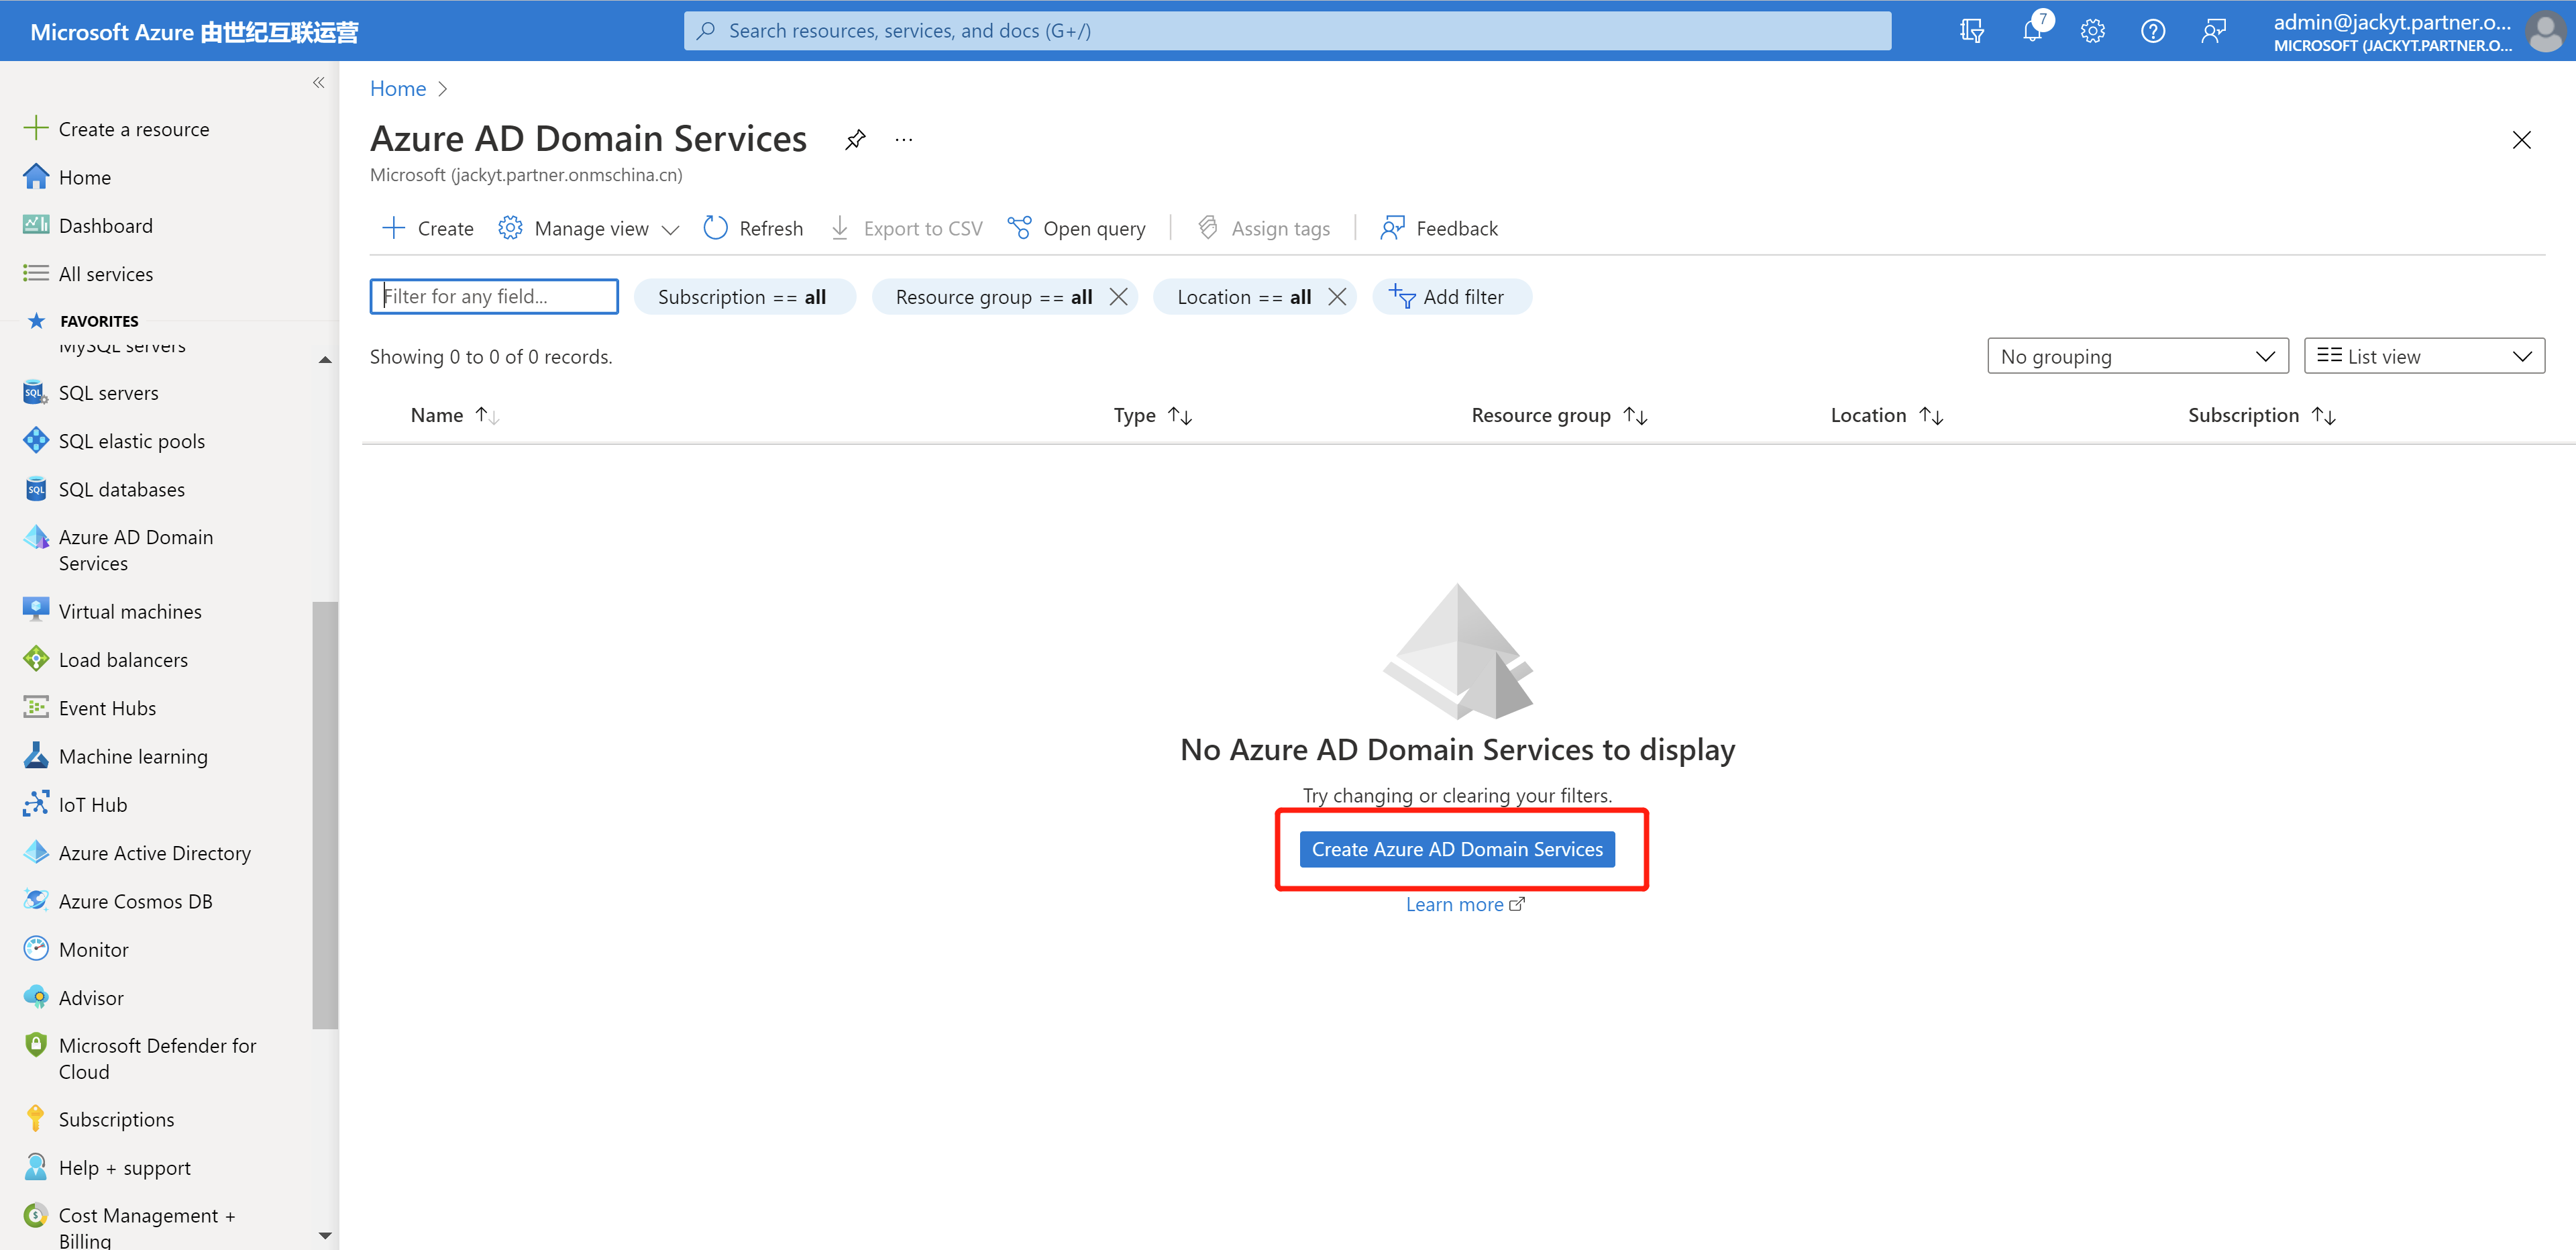 Microsoft Azure 由世纪互联运营
Search resources, services, and docs (G+/)
7
admin@jackyt.partner.o...
MICROSOFT (JACKYT.PARTNER.O...
Create a resource
Home
Dashboard
All services
FAVORITES
MySQL servers
SQL servers
SQL elastic pools
SQL databases
Azure AD Domain
Services
Virtual machines
Load balancers
Event Hubs
Machine learning
IoT Hub
Azure Active Directory
Azure Cosmos DB
Monitor
Advisor
Microsoft Defender for
Cloud
Subscriptions
Help + support
Cost Management +
Billing
Home
Azure AD Domain Services
Microsoft (jackyt.partner.onmschina.cn)
Create
Manage view
Refresh
Export to CSV
Open query
Assign tags
Feedback
Filter for any field...
Subscription == all
Resource group == all
Location == all
Add filter
Showing 0 to 0 of 0 records.
No grouping
List view
Name
Type
Resource group
Location
Subscription
No Azure AD Domain Services to display
Try changing or clearing your filters.
Create Azure AD Domain Services
Learn more